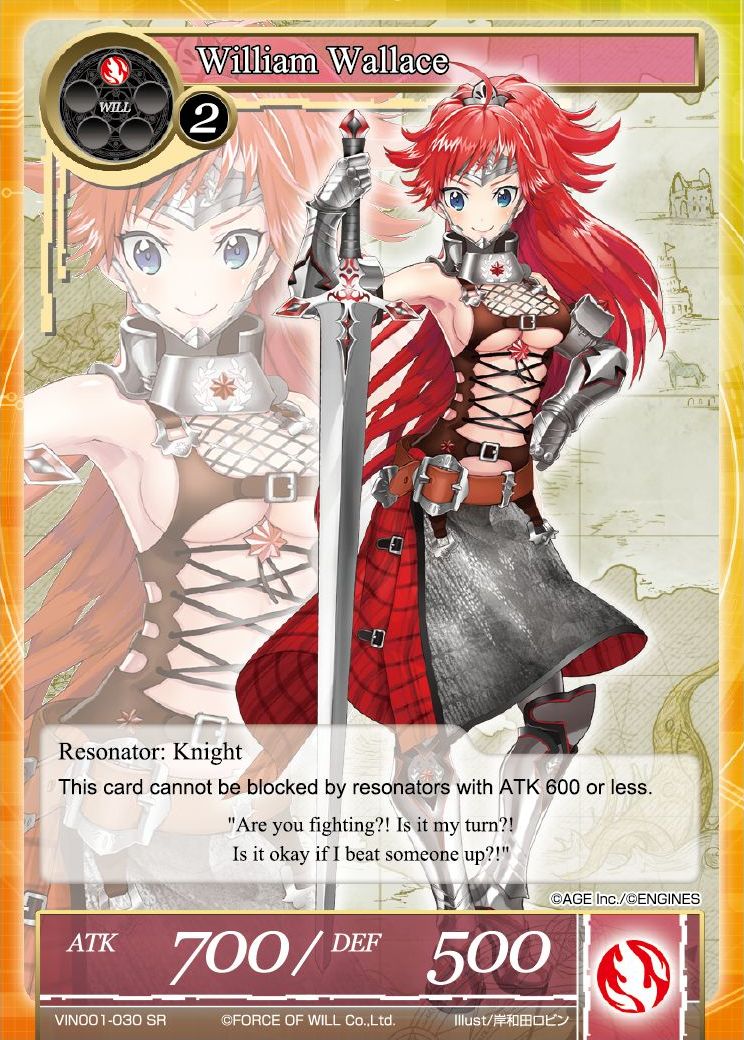 William Wallace
WILL
2
Resonator: Knight
This card cannot be blocked by resonators with ATK 600 or less.
"Are you fighting?! Is it my turn?!
Is it okay if I beat someone up?!"
©AGE Inc./©ENGINES
ATK 700/ DEF 500
VIN001-030 SR ©FORCE OF WILL Co.,Ltd. Illust/岸和田ロビン